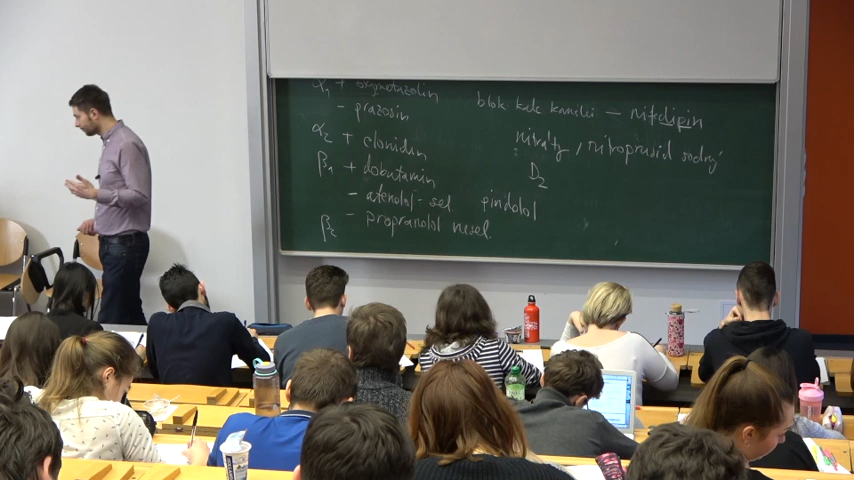 α₁ + oxymetazolin
- prazosin
α₂ + clonidin
β₁ + dobutamin
- atenolol - sel. pindolol
β₂ - propranolol nesel.
blok. kalc. kanálů — nifedipin
nitráty, nitroprusid sodný
D₂